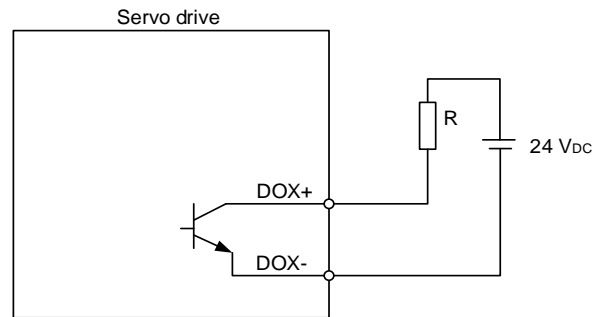 Servo drive
R
24 VDC
DOX+
DOX-